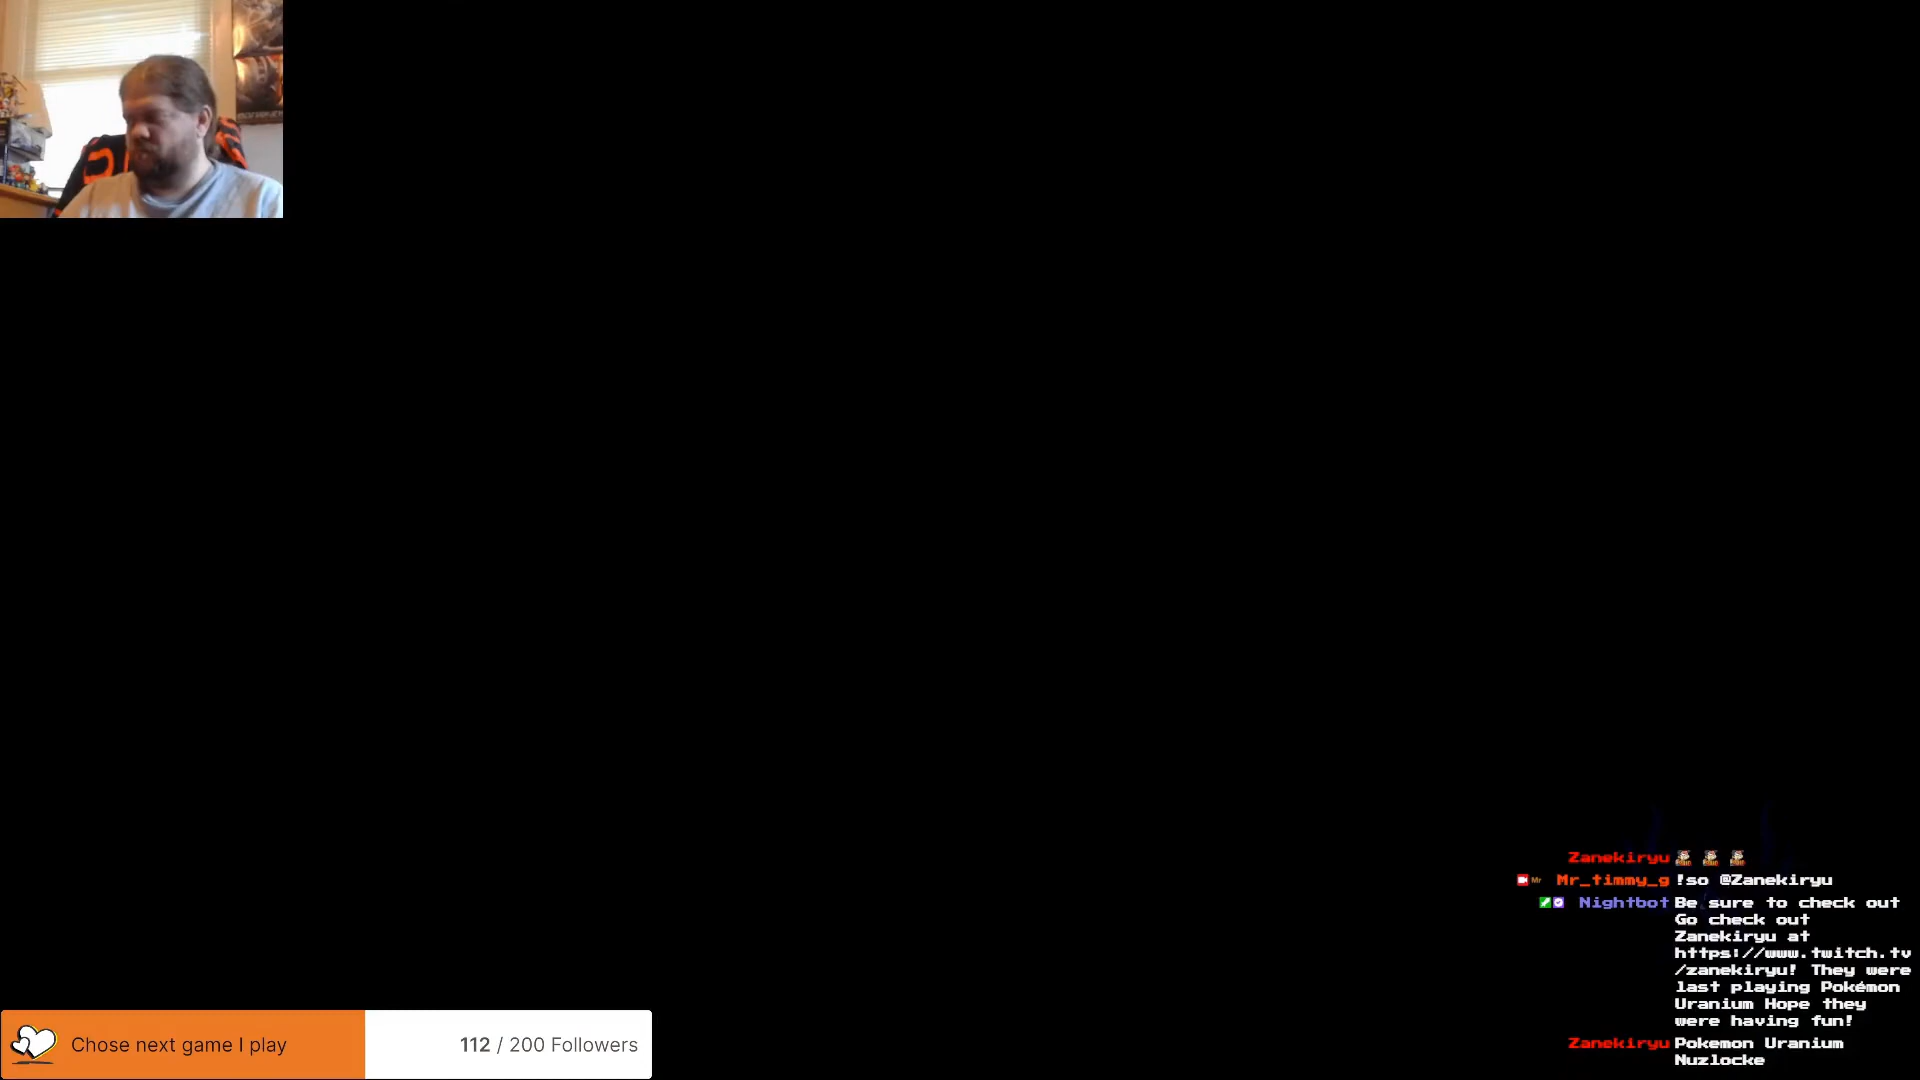 Zanekiryu
Mr Mr_timmy_g !so @Zanekiryu
Nightbot Be sure to check out
Go check out
Zanekiryu at
https://www.twitch.tv
/zanekiryu! They were
last playing Pokémon
Uranium Hope they
were having fun!
Zanekiryu Pokemon Uranium
Nuzlocke
Chose next game I play 112 / 200 Followers